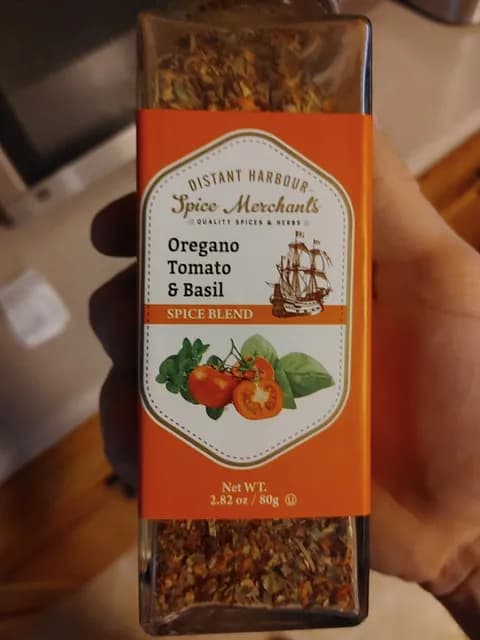 DISTANT HARBOUR
Spice Merchants
QUALITY SPICES & HERBS
Oregano
Tomato
& Basil
SPICE BLEND
Net WT.
2.82 oz / 80g U